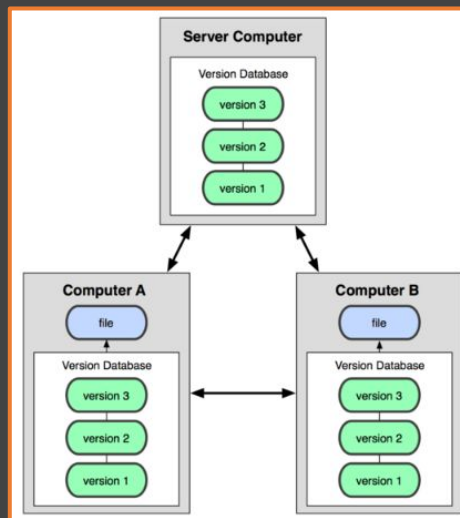 Server Computer
Version Database
version 3
version 2
version 1
Computer A
file
Version Database
version 3
version 2
version 1
Computer B
file
Version Database
version 3
version 2
version 1